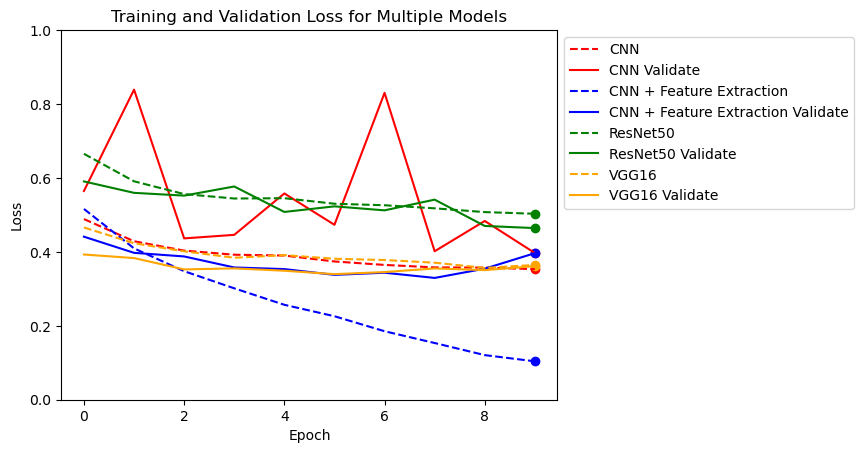 Training and Validation Loss for Multiple Models
1.0
0.8
0.6
0.4
0.2
0.0
Loss
0
2
4
6
8
Epoch
CNN
CNN Validate
CNN + Feature Extraction
CNN + Feature Extraction Validate
ResNet50
ResNet50 Validate
VGG16
VGG16 Validate